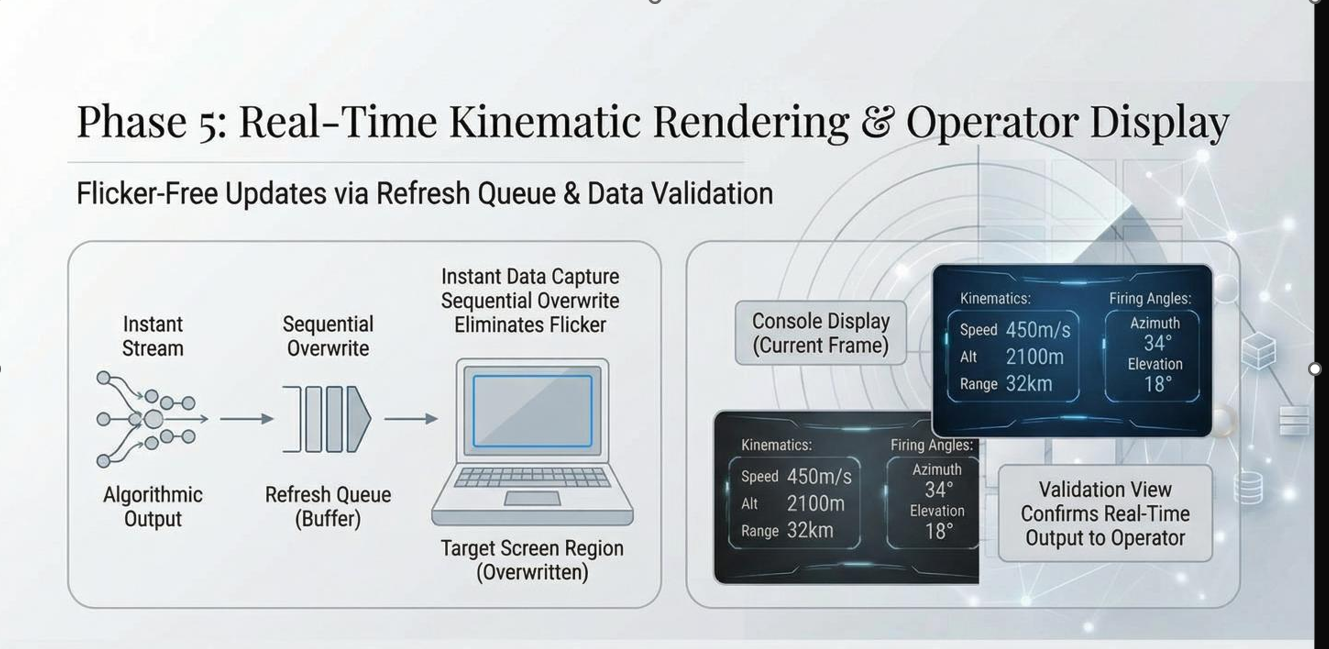 Phase 5: Real-Time Kinematic Rendering & Operator Display
Flicker-Free Updates via Refresh Queue & Data Validation
Instant
Stream
Algorithmic
Output
Sequential
Overwrite
Refresh Queue
(Buffer)
Instant Data Capture
Sequential Overwrite
Eliminates Flicker
Target Screen Region
(Overwritten)
Console Display
(Current Frame)
Kinematics:
Speed 450m/s
Alt 2100m
Range 32km
Firing Angles:
Azimuth
34°
Elevation
18°
Kinematics:
Speed 450m/s
Alt 2100m
Range 32km
Firing Angles:
Azimuth
34°
Elevation
18°
Validation View
Confirms Real-Time
Output to Operator